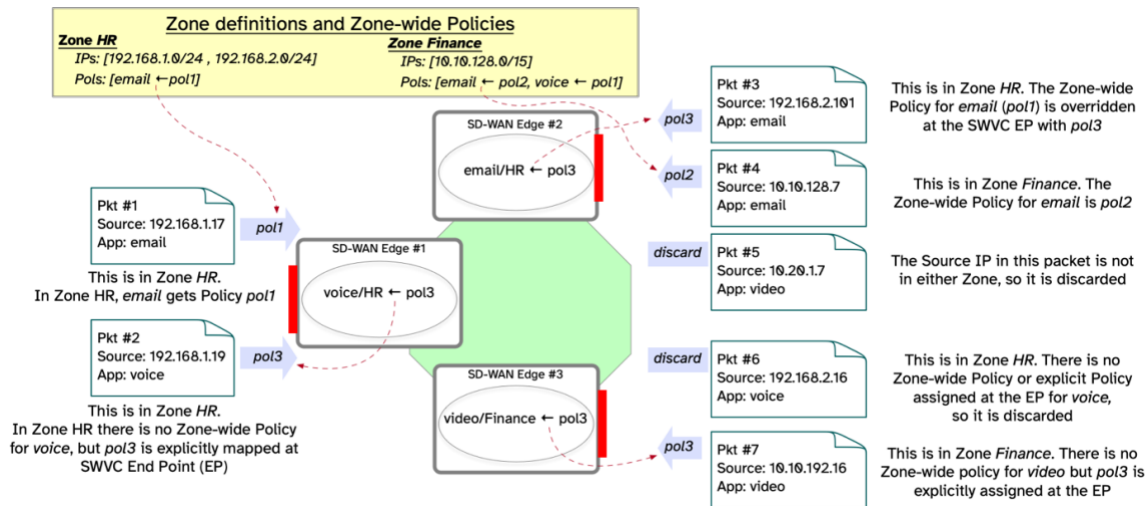 Zone definitions and Zone-wide Policies
Zone HR
IPs: [192.168.1.0/24 , 192.168.2.0/24]
Pols: [email ←pol1]
Zone Finance
IPs: [10.10.128.0/15]
Pols: [email ← pol2, voice ← pol1]
Pkt #1
Source: 192.168.1.17
App: email
pol1
This is in Zone HR.
In Zone HR, email gets Policy pol1
Pkt #2
Source: 192.168.1.19
App: voice
pol3
This is in Zone HR.
In Zone HR there is no Zone-wide Policy
for voice, but pol3 is explicitly mapped at
SWVC End Point (EP)
SD-WAN Edge #1
voice/HR ← pol3
SD-WAN Edge #2
email/HR ← pol3
SD-WAN Edge #3
video/Finance ← pol3
pol3
Pkt #3
Source: 192.168.2.101
App: email
This is in Zone HR. The Zone-wide
Policy for email (pol1) is overridden
at the SWVC EP with pol3
pol2
Pkt #4
Source: 10.10.128.7
App: email
This is in Zone Finance. The
Zone-wide Policy for email is pol2
discard
Pkt #5
Source: 10.20.1.7
App: video
The Source IP in this packet is not
in either Zone, so it is discarded
discard
Pkt #6
Source: 192.168.2.16
App: voice
This is in Zone HR. There is no
Zone-wide Policy or explicit Policy
assigned at the EP for voice,
so it is discarded
pol3
Pkt #7
Source: 10.10.192.16
App: video
This is in Zone Finance. There is no
Zone-wide policy for video but pol3 is
explicitly assigned at the EP